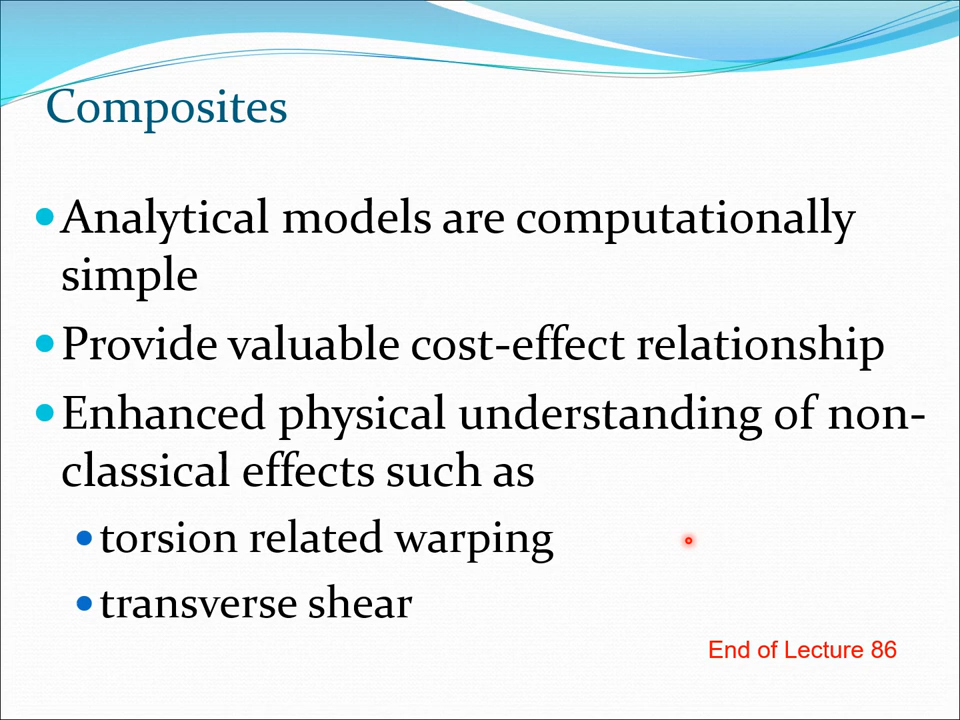 Composites
Analytical models are computationally
simple
Provide valuable cost-effect relationship
Enhanced physical understanding of non-
classical effects such as
torsion related warping
transverse shear
End of Lecture 86